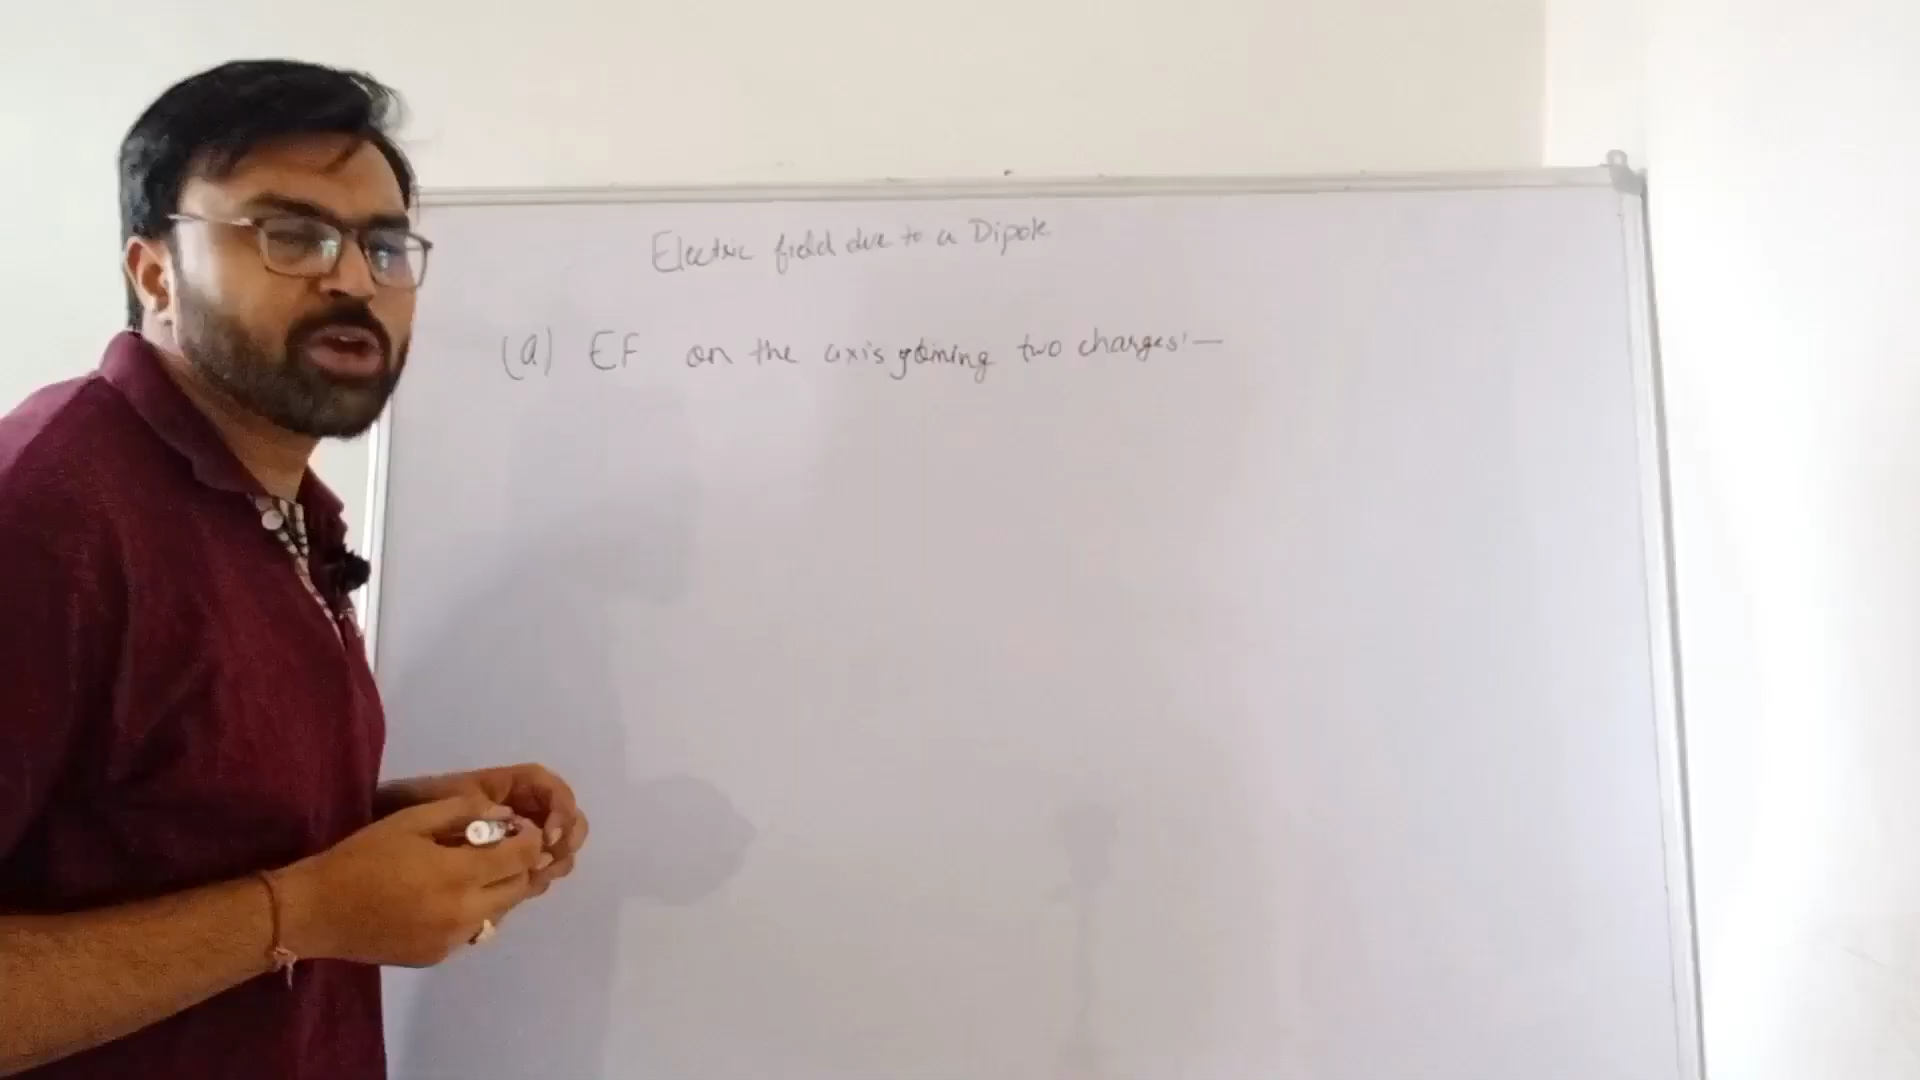 Electric field due to a Dipole
(a) EF on the axis joining two charges:—